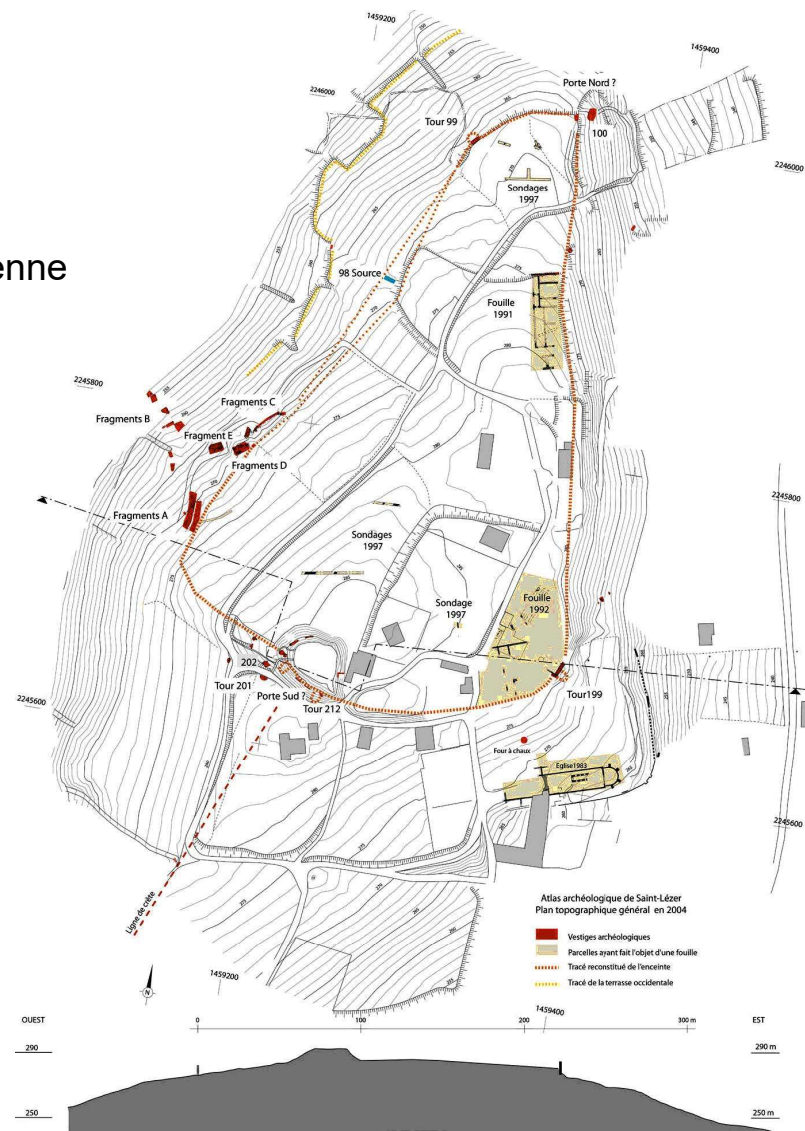 1459200
1459400
2246000
Porte Nord ?
Tour 99
100
2246000
Sondages
1997
enne
98 Source
Fouille
1991
2245800
Fragments C
Fragments B
Fragment E
Fragments D
2245800
Fragments A
Sondages
1997
Sondage
1997
Fouille
1992
202
Tour 201
Porte Sud ?
Tour 212
Tour199
2245600
Four à chaux
Eglise1983
2245600
Ligne de crête
Atlas archéologique de Saint-Lézer
Plan topographique général en 2004
Vestiges archéologiques
Parcelles ayant fait l'objet d'une fouille
Tracé reconstitué de l'enceinte
Tracé de la terrasse occidentale
N
1459200
1459400
OUEST
0
100
200
300 m
EST
290
290 m
250
250 m